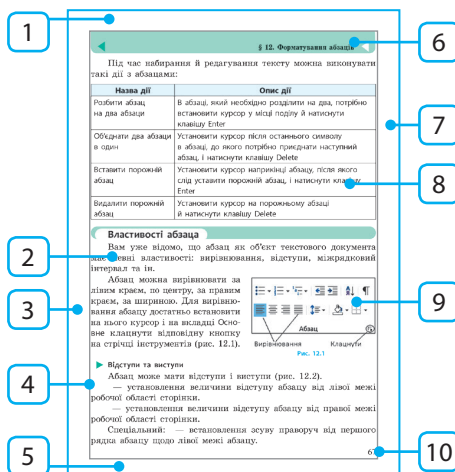 1
6
§ 12. Форматування абзаців
Під час набирання й редагування тексту можна виконувати
такі дії з абзацами:
7
Назва дії
Опис дії
Розбити абзац
на два абзаци
В абзаці, який необхідно розділити на два, потрібно
встановити курсор у місці поділу й натиснути
клавішу Enter
Об'єднати два абзаци
в один
Установити курсор після останнього символу
в абзаці, до якого потрібно приєднати наступний
абзац, і натиснути клавішу Delete
Вставити порожній
абзац
Установити курсор наприкінці абзацу, після якого
слід уставити порожній абзац, і натиснути клавішу
Enter
8
Видалити порожній
абзац
Установити курсор на порожньому абзаці
й натиснути клавішу Delete
Властивості абзаца
2
Вам уже відомо, що абзац як об'єкт текстового документа
має певні властивості: вирівнювання, відступи, міжрядковий
інтервал та ін.
3
Абзац можна вирівнювати за
лівим краєм, по центру, за правим
краєм, за шириною. Для вирівню-
вання абзацу достатньо встановити
на нього курсор і на вкладці Осно-
вне клацнути відповідну кнопку
на стрічці інструментів (рис. 12.1).
9
Абзац
Вирівнювання
Клацнути
Рис. 12.1
4
Відступи та виступи
Абзац може мати відступи і виступи (рис. 12.2).
— установлення величини відступу абзацу від лівої межі
робочої області сторінки.
— установлення величини відступу абзацу від правої межі
робочої області сторінки.
Спеціальний: — встановлення зсуву праворуч від першого
рядка абзацу щодо лівої межі абзацу.
5
10